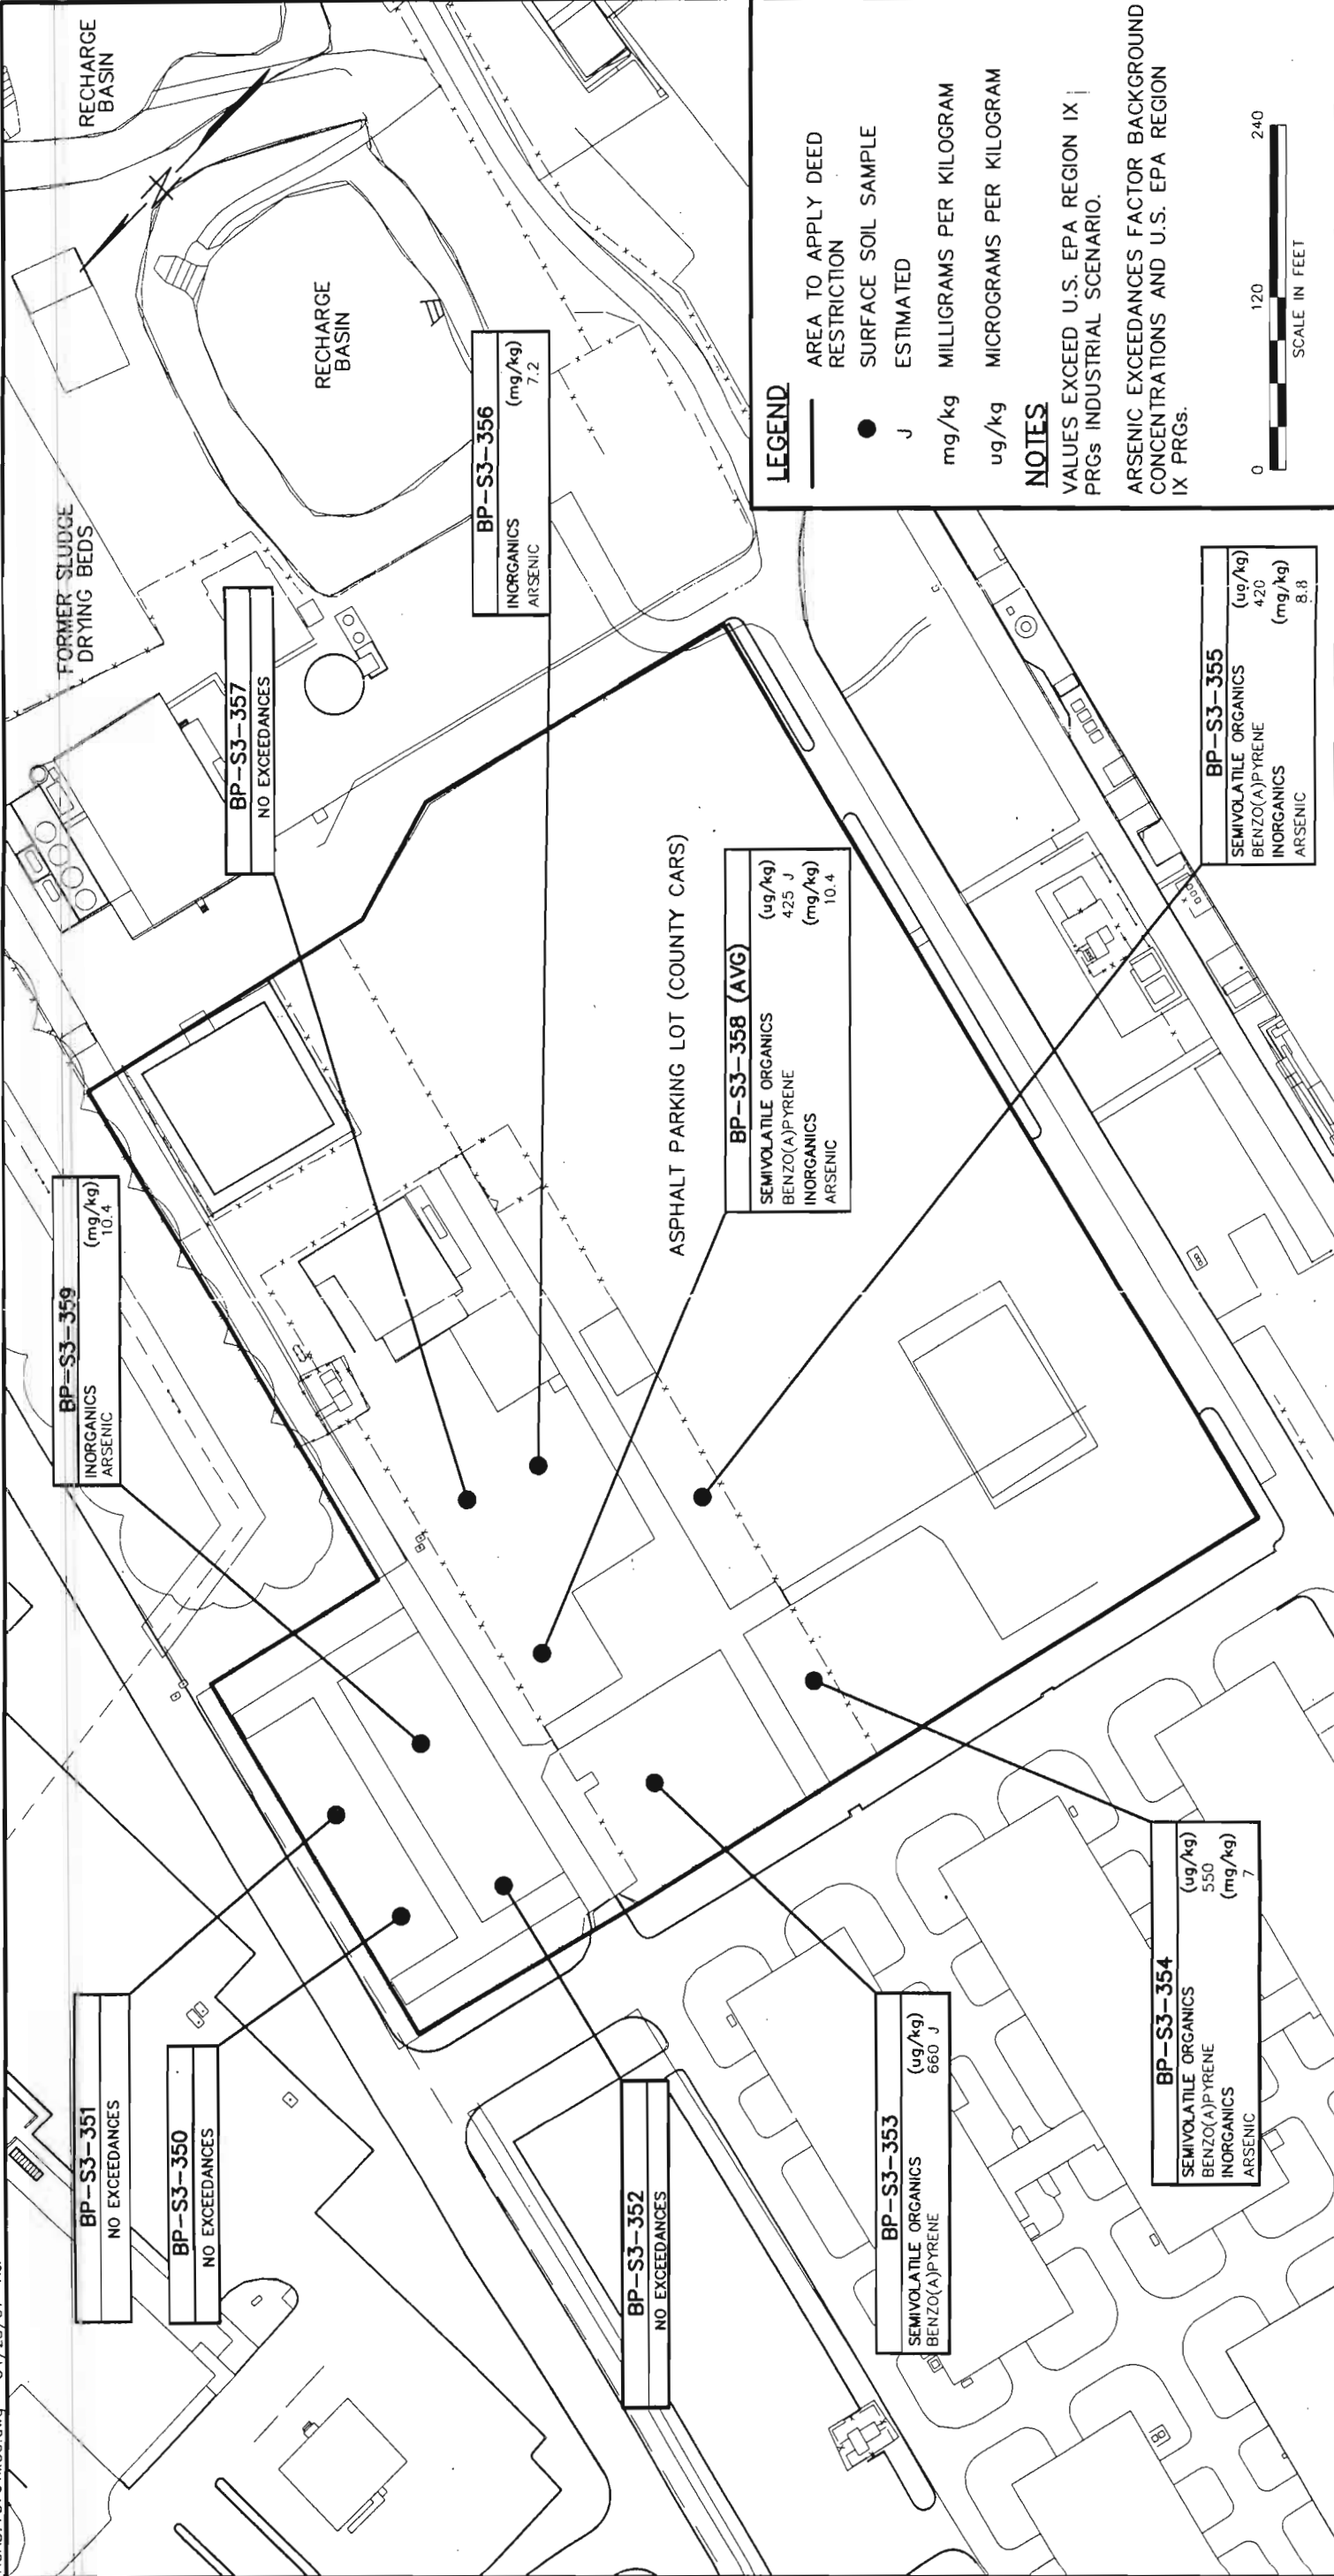 RECHARGE
BASIN
FORMER SLUDGE
DRYING BEDS
RECHARGE
BASIN
BP-S3-359
INORGANICS (mg/kg)
ARSENIC 10.4
BP-S3-357
NO EXCEEDANCES
BP-S3-356
INORGANICS (mg/kg)
ARSENIC 7.2
BP-S3-351
NO EXCEEDANCES
BP-S3-350
NO EXCEEDANCES
BP-S3-352
NO EXCEEDANCES
ASPHALT PARKING LOT (COUNTY CARS)
BP-S3-358 (AVG)
SEMIVOLATILE ORGANICS (ug/kg)
BENZO(A)PYRENE 425 J
INORGANICS (mg/kg)
ARSENIC 10.4
BP-S3-353
SEMIVOLATILE ORGANICS (ug/kg)
BENZO(A)PYRENE 660 J
BP-S3-354
SEMIVOLATILE ORGANICS (ug/kg)
BENZO(A)PYRENE 550
INORGANICS (mg/kg)
ARSENIC 7
BP-S3-355
SEMIVOLATILE ORGANICS (ug/kg)
BENZO(A)PYRENE 420
INORGANICS (mg/kg)
ARSENIC 8.8
LEGEND
AREA TO APPLY DEED
RESTRICTION
SURFACE SOIL SAMPLE
J ESTIMATED
mg/kg MILLIGRAMS PER KILOGRAM
ug/kg MICROGRAMS PER KILOGRAM
NOTES
VALUES EXCEED U.S. EPA REGION IX
PRGs INDUSTRIAL SCENARIO.
ARSENIC EXCEEDANCES FACTOR BACKGROUND
CONCENTRATIONS AND U.S. EPA REGION
IX PRGs.
0 120 240
SCALE IN FEET